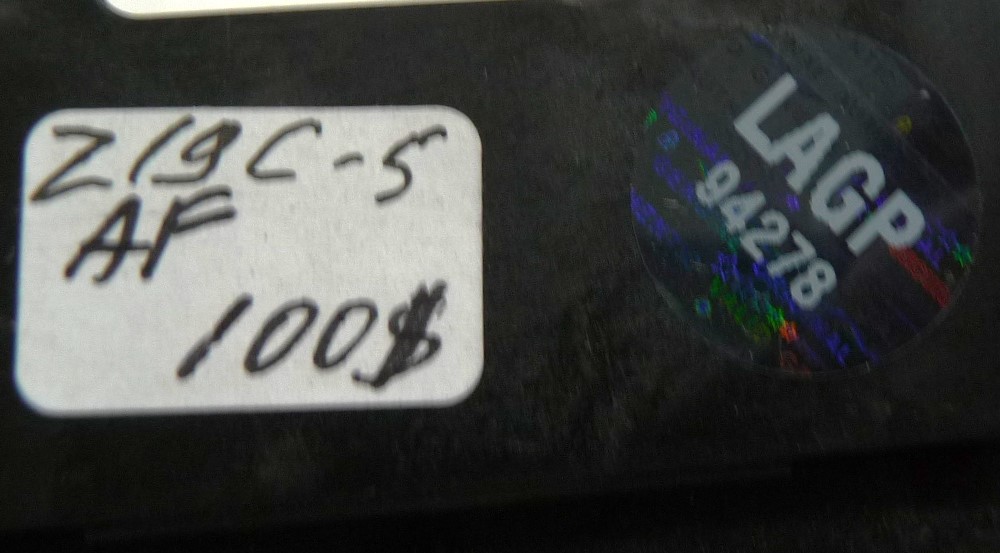 Z19C-5
AF
100$
LAGP
94278